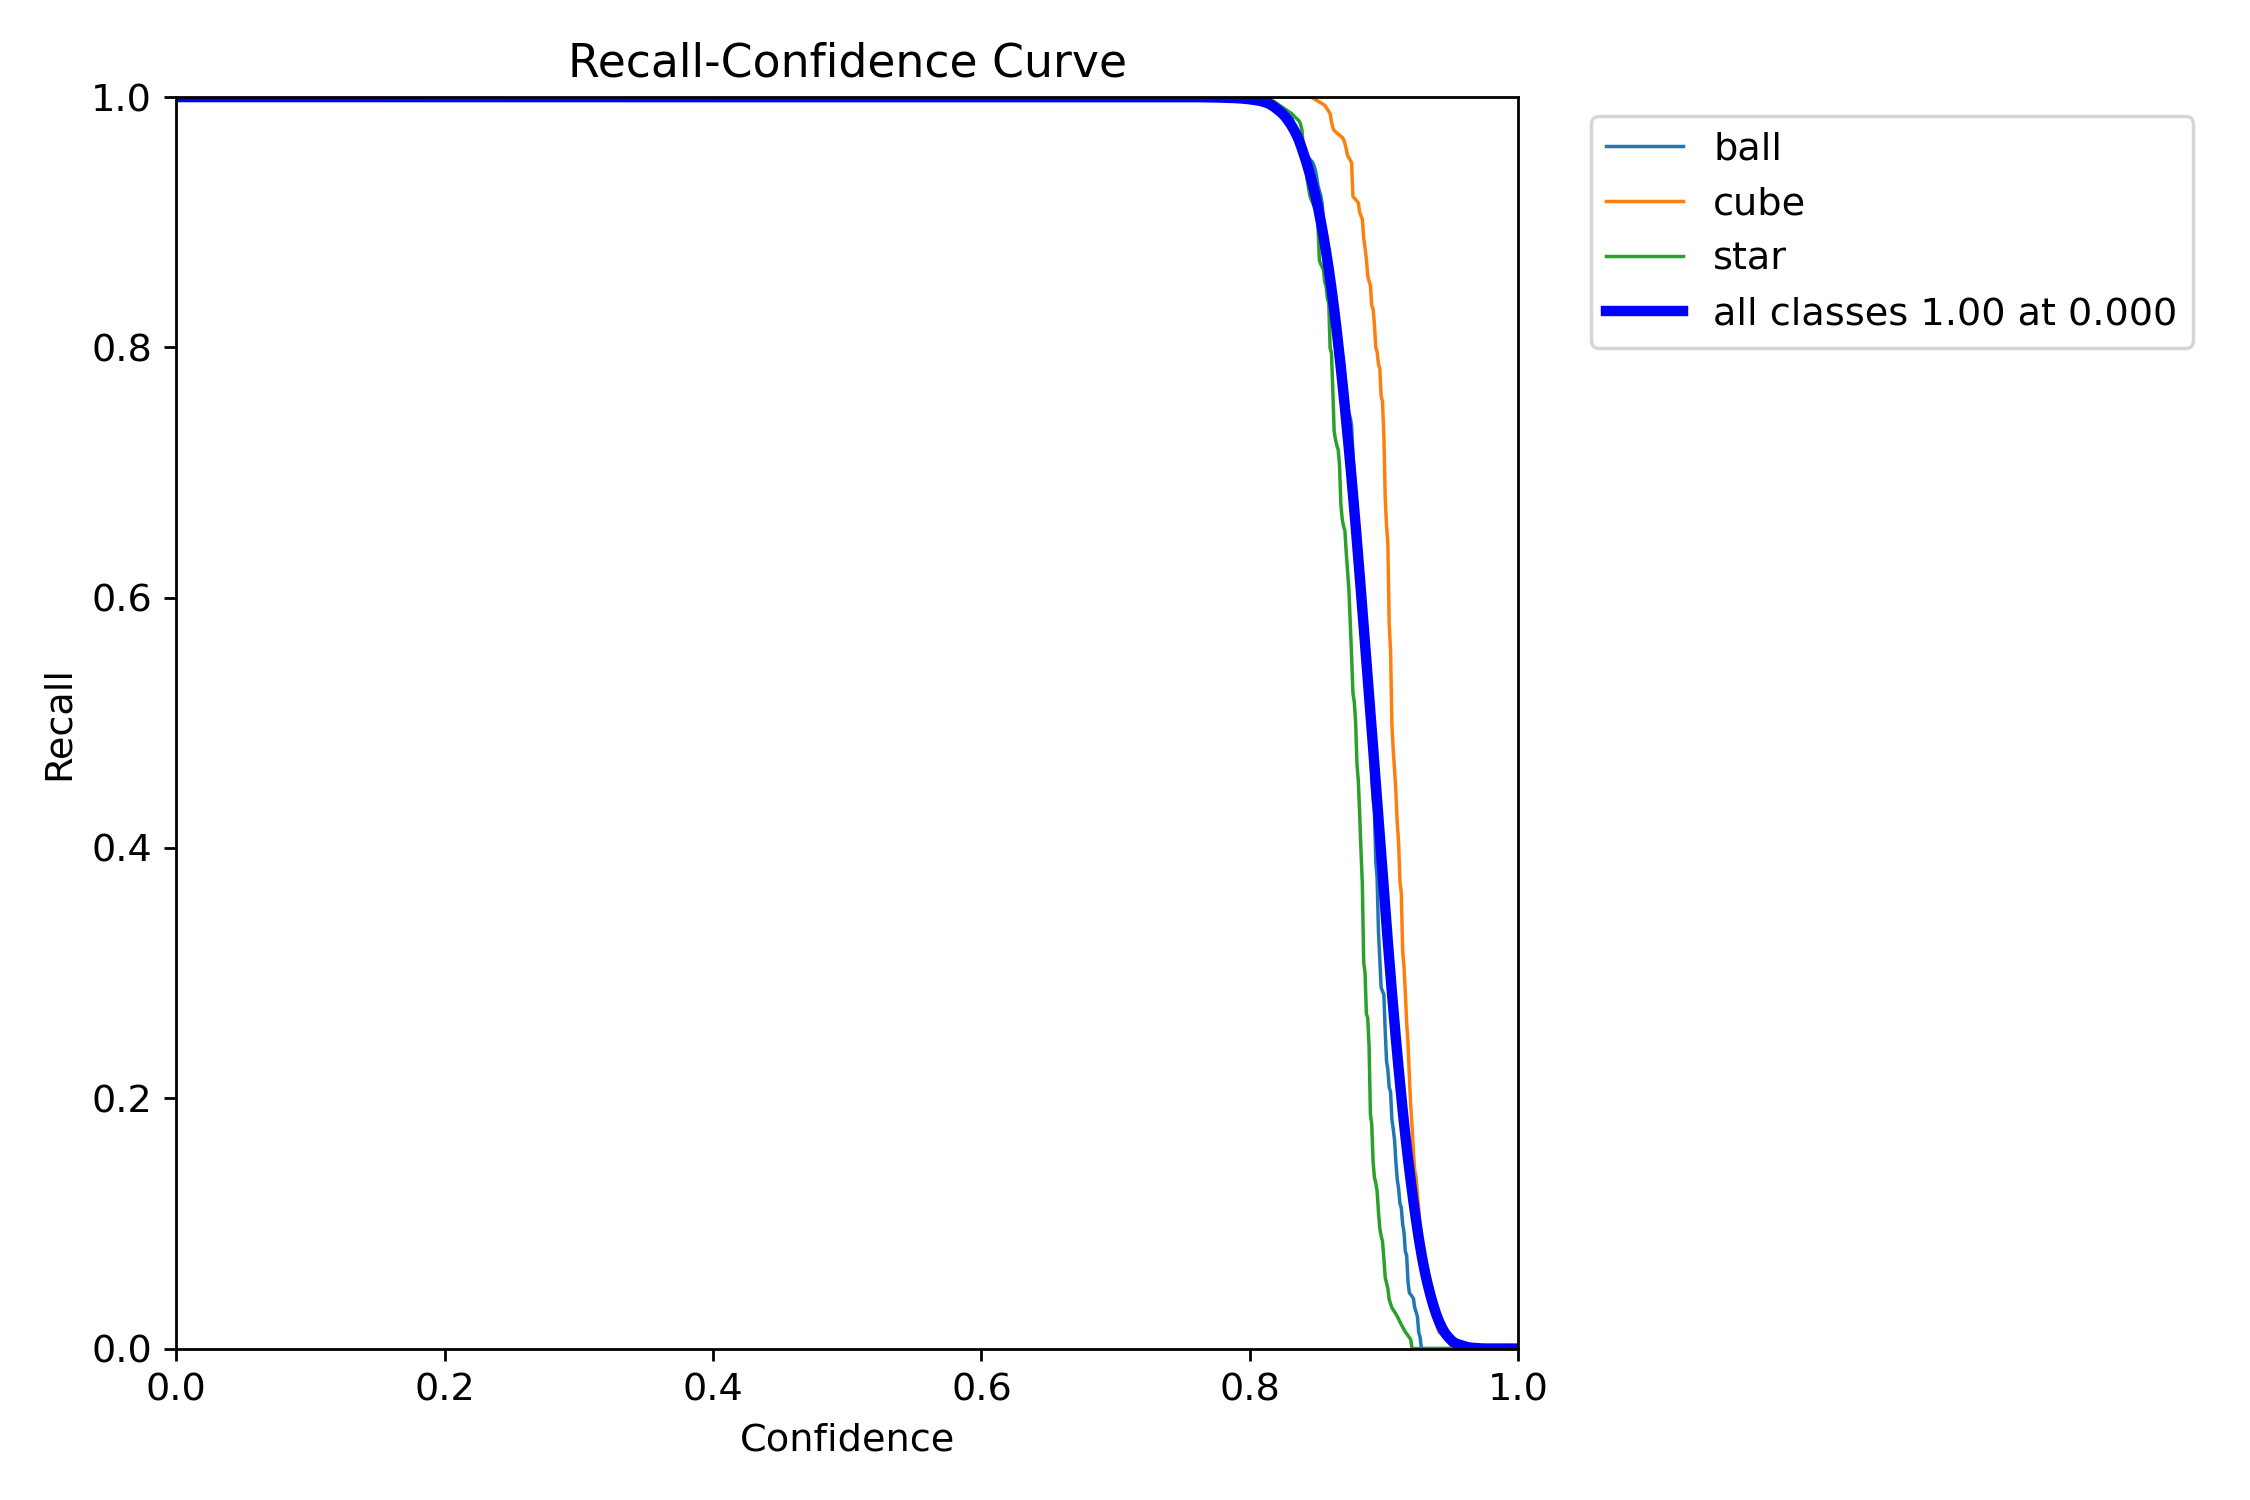 Recall-Confidence Curve
1.0
0.8
0.6
0.4
0.2
0.0
Recall
0.0 0.2 0.4 0.6 0.8 1.0
Confidence
ball
cube
star
all classes 1.00 at 0.000